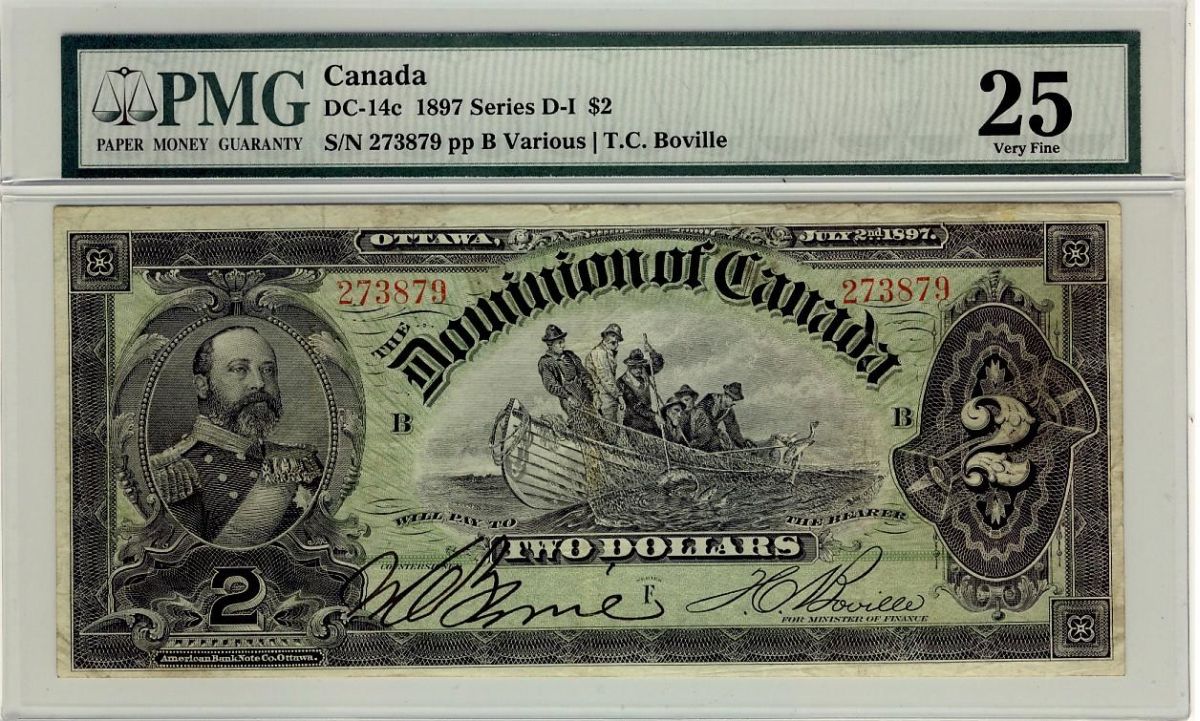 PMG
PAPER MONEY GUARANTY
Canada
DC-14c 1897 Series D-I $2
S/N 273879 pp B Various | T.C. Boville
25
Very Fine
OTTAWA, JULY 2nd 1897.
273879 273879
THE Dominion of Canada
B B
2
WILL PAY TO THE BEARER
TWO DOLLARS
COUNTERSIGNED
SERIES
F
T.C. Boville
FOR MINISTER OF FINANCE
2
American Bank Note Co. Ottawa.